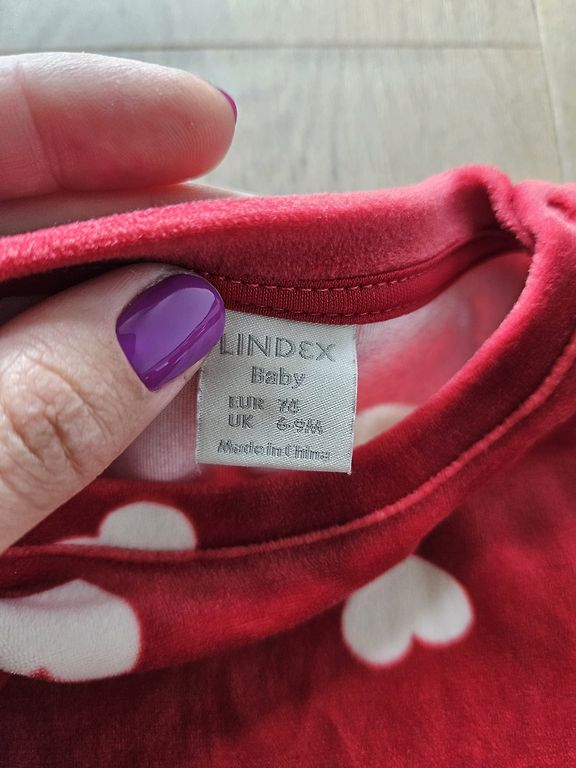 LINDEX
Baby
EUR 74
UK 6-9M
Made in China